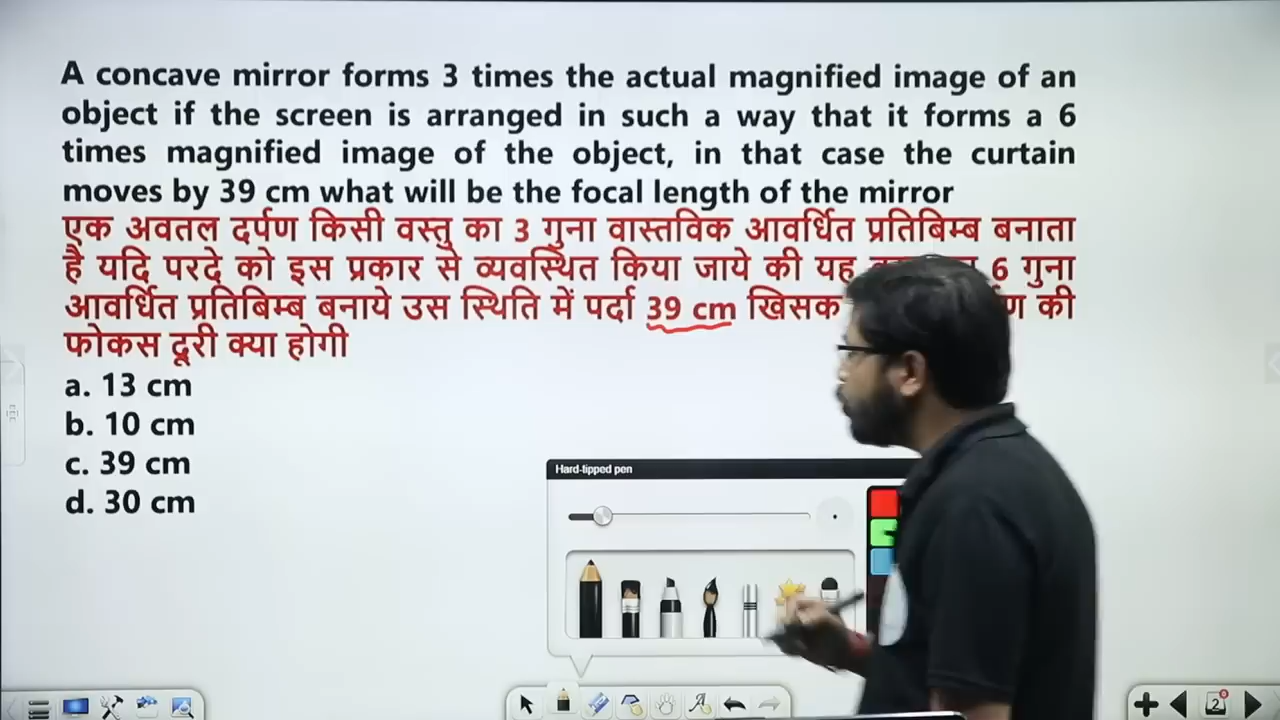 A concave mirror forms 3 times the actual magnified image of an
object if the screen is arranged in such a way that it forms a 6
times magnified image of the object, in that case the curtain
moves by 39 cm what will be the focal length of the mirror
एक अवतल दर्पण किसी वस्तु का 3 गुना वास्तविक आवर्धित प्रतिबिम्ब बनाता
है यदि परदे को इस प्रकार से व्यवस्थित किया जाये की यह 6 गुना
आवर्धित प्रतिबिम्ब बनाये उस स्थिति में पर्दा 39 cm खिसक की
फोकस दूरी क्या होगी
a. 13 cm
b. 10 cm
c. 39 cm
d. 30 cm
Hard-tipped pen
2